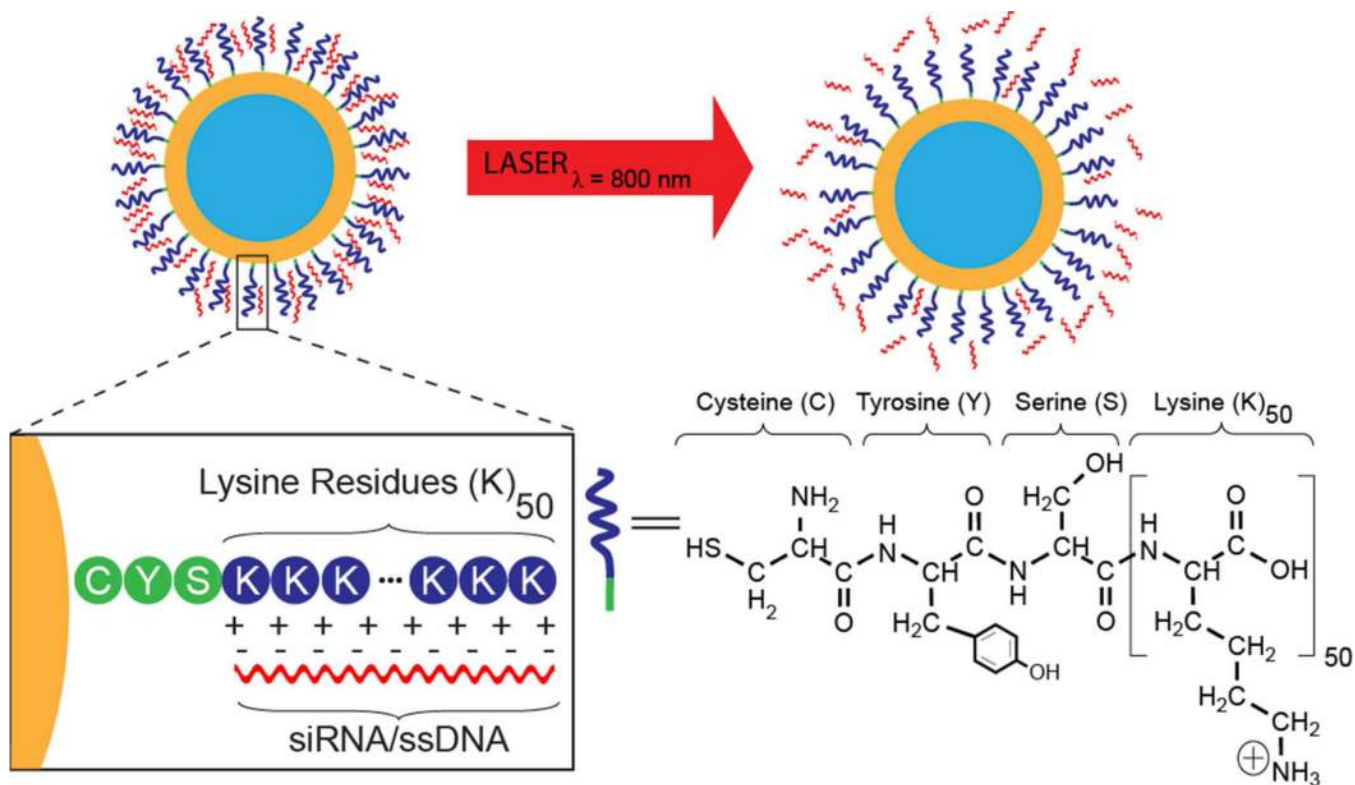 LASER λ = 800 nm
Cysteine (C) Tyrosine (Y) Serine (S) Lysine (K)50
Lysine Residues (K)50
C Y S K K K ... K K K
+ + + + + + + +
- - - - - - - -
siRNA/ssDNA
OH
NH2 O H2C H O
HS CH H N CH N CH OH
C H2 O CH N H O
H2C H2C CH2 50
OH
H2C CH2
+ NH3